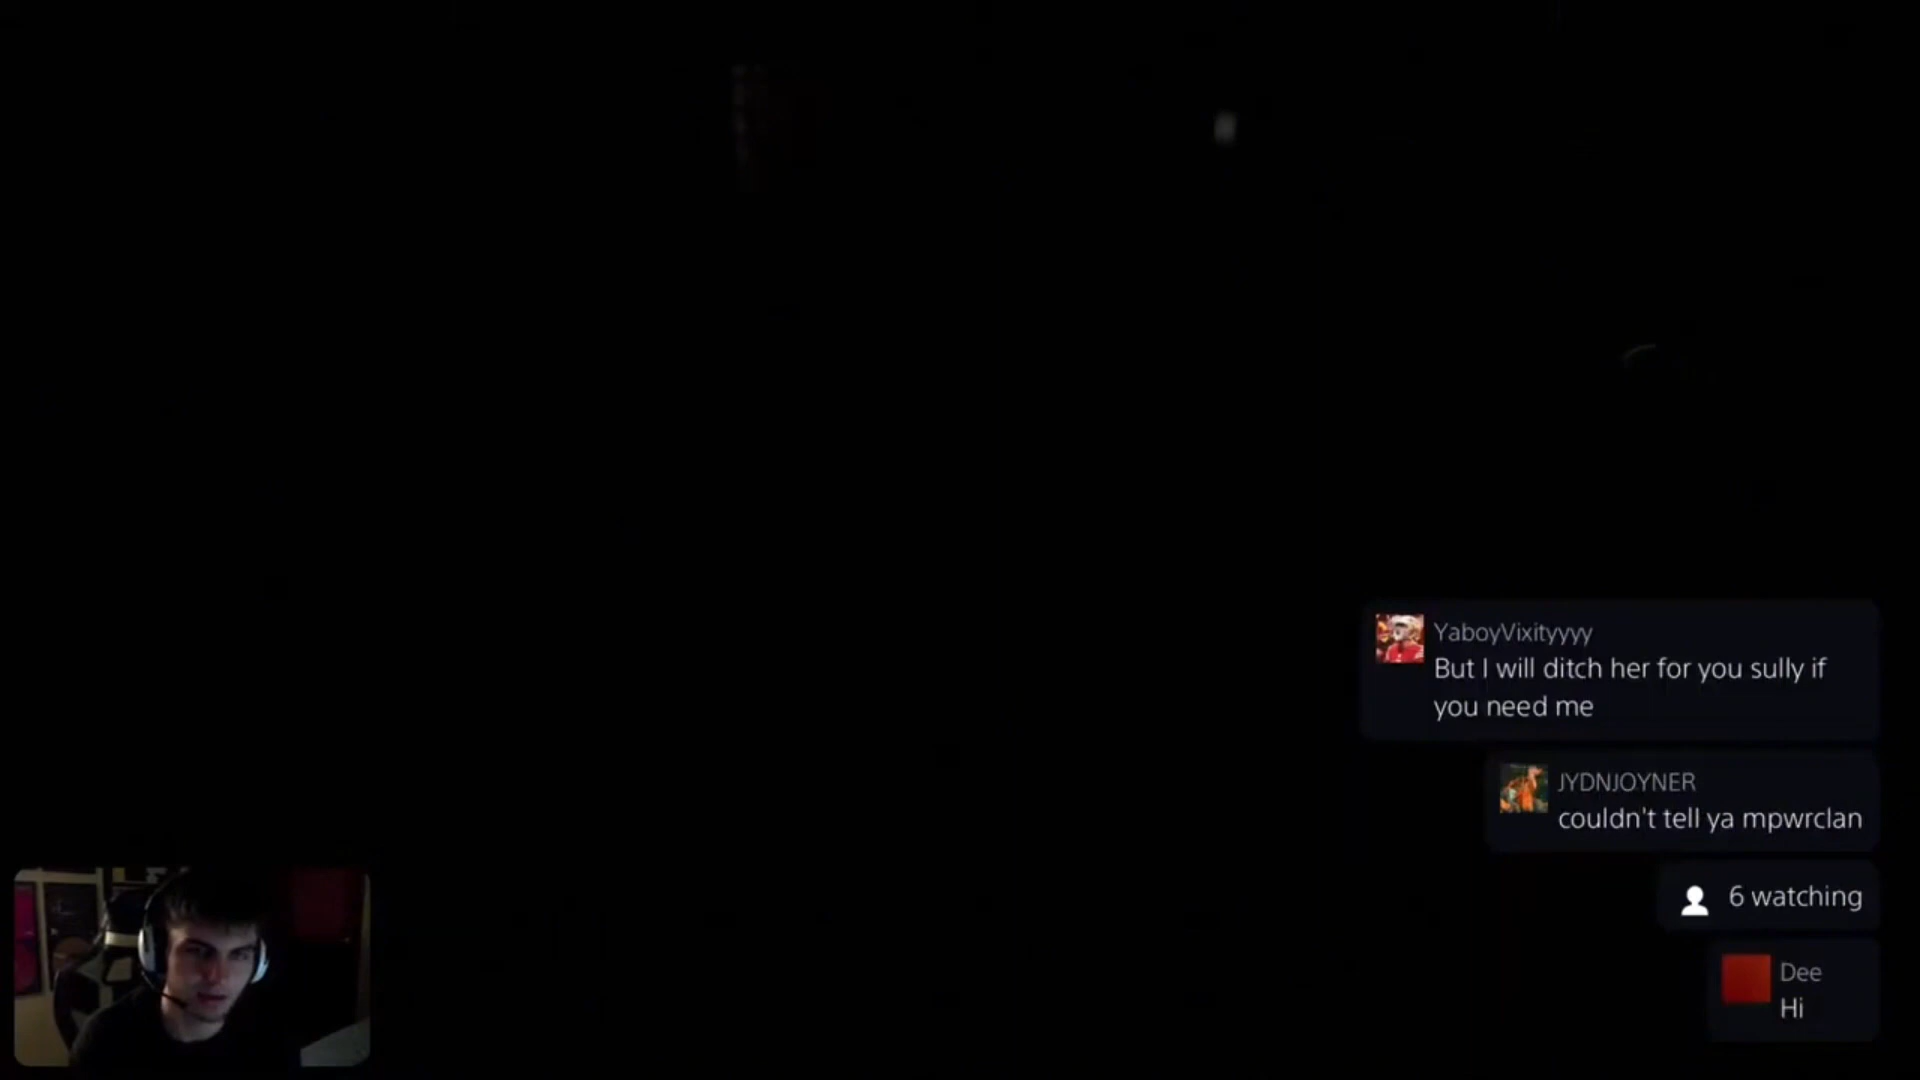 YaboyVixityyyy
But I will ditch her for you sully if
you need me
JYDNJOYNER
couldn't tell ya mpwrclan
6 watching
Dee
Hi